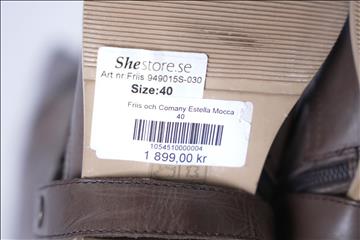 Shestore.se
Art nr.Friis 949015S-030
Size:40
Friis och Comany Estella Mocca
40
1054510000004
1 899,00 kr